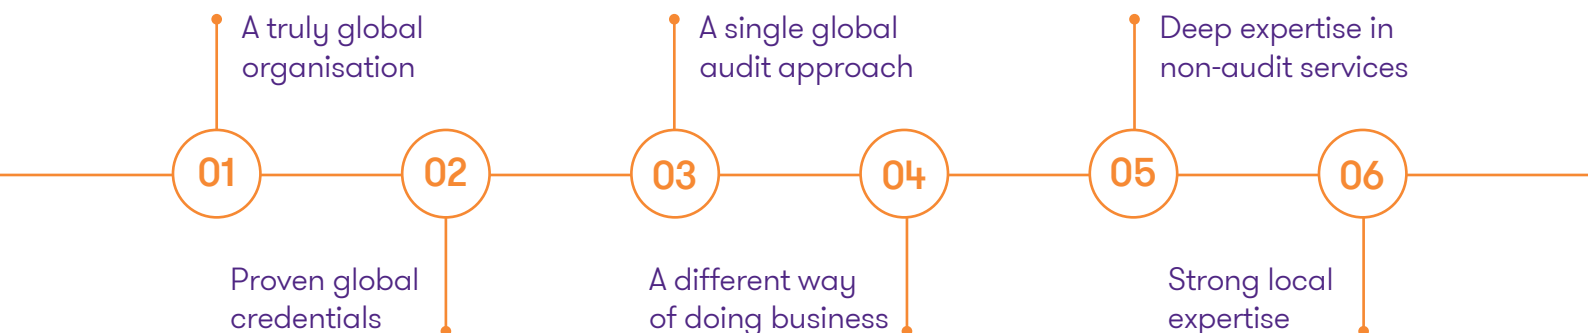 A truly global
organisation
A single global
audit approach
Deep expertise in
non-audit services
01
02
03
04
05
06
Proven global
credentials
A different way
of doing business
Strong local
expertise